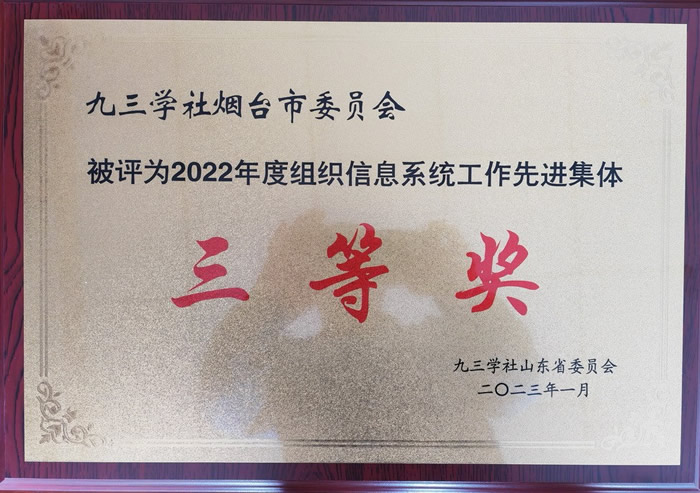 九三学社烟台市委员会
被评为2022年度组织信息系统工作先进集体
三等奖
九三学社山东省委员会
二〇二三年一月